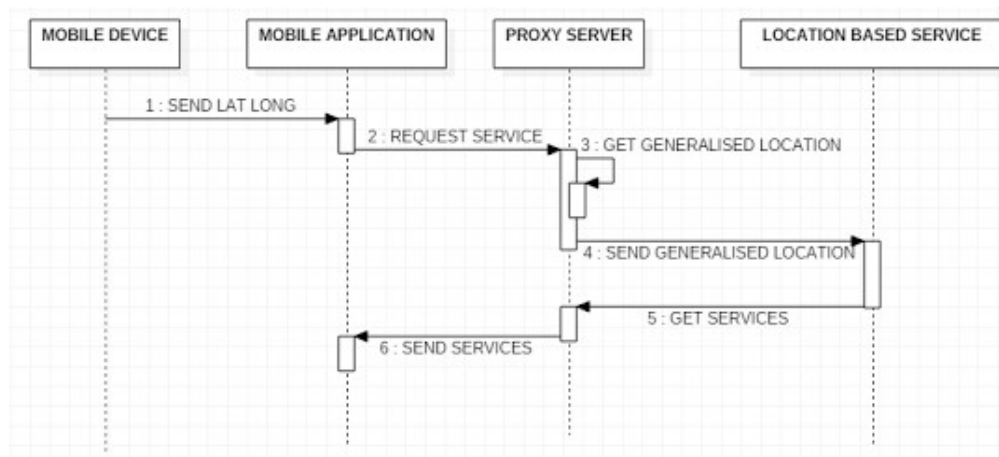 MOBILE DEVICE
MOBILE APPLICATION
PROXY SERVER
LOCATION BASED SERVICE
1 : SEND LAT LONG
2 : REQUEST SERVICE
3 : GET GENERALISED LOCATION
4 : SEND GENERALISED LOCATION
5 : GET SERVICES
6 : SEND SERVICES